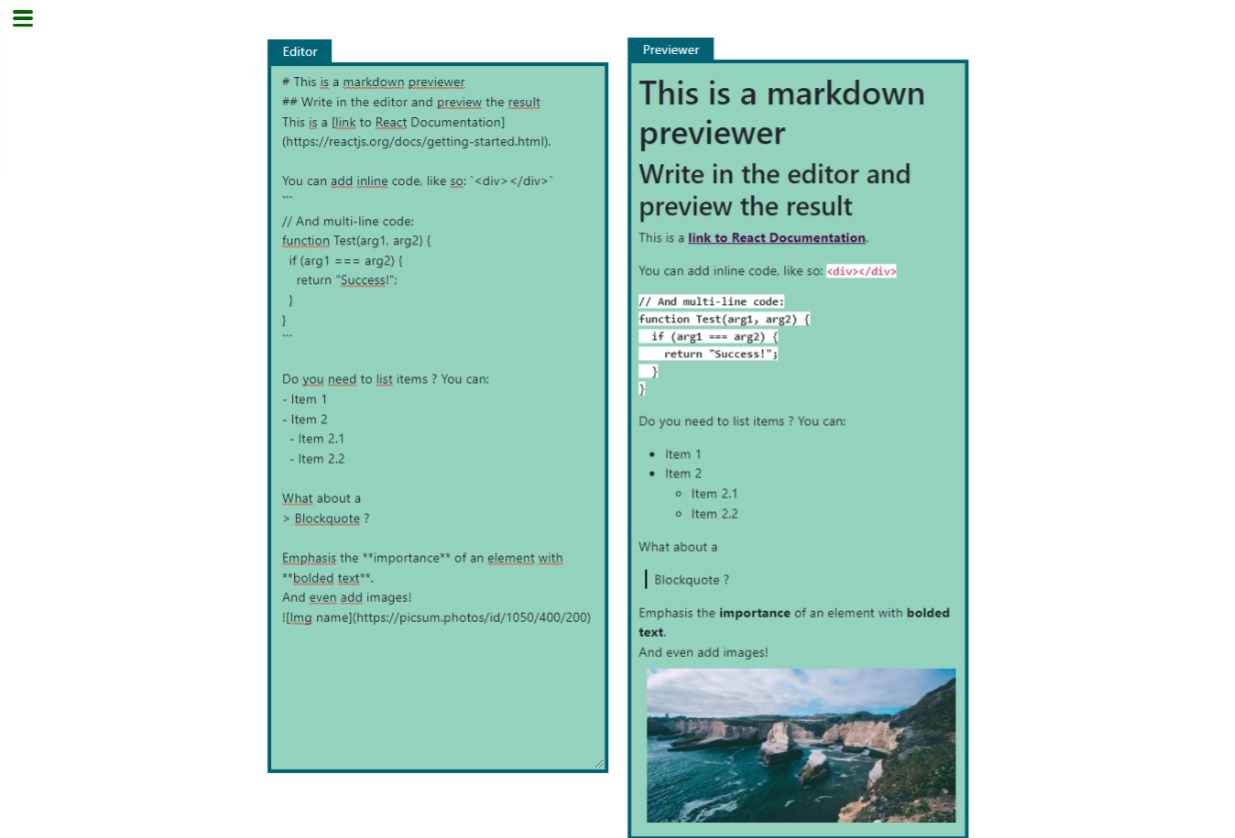 Editor
# This is a markdown previewer
## Write in the editor and preview the result
This is a [link to React Documentation]
(https://reactjs.org/docs/getting-started.html).
You can add inline code, like so: `<div></div>`
```
// And multi-line code:
function Test(arg1, arg2) {
  if (arg1 === arg2) {
    return "Success!";
  }
}
```
Do you need to list items ? You can:
- Item 1
- Item 2
  - Item 2.1
  - Item 2.2
What about a
> Blockquote ?
Emphasis the **importance** of an element with
**bolded text**.
And even add images!
![Img name](https://picsum.photos/id/1050/400/200)
Previewer
This is a markdown
previewer
Write in the editor and
preview the result
This is a link to React Documentation.
You can add inline code, like so: <div></div>
// And multi-line code:
function Test(arg1, arg2) {
  if (arg1 === arg2) {
    return "Success!";
  }
}
Do you need to list items ? You can:
• Item 1
• Item 2
◦ Item 2.1
◦ Item 2.2
What about a
Blockquote ?
Emphasis the importance of an element with bolded
text.
And even add images!